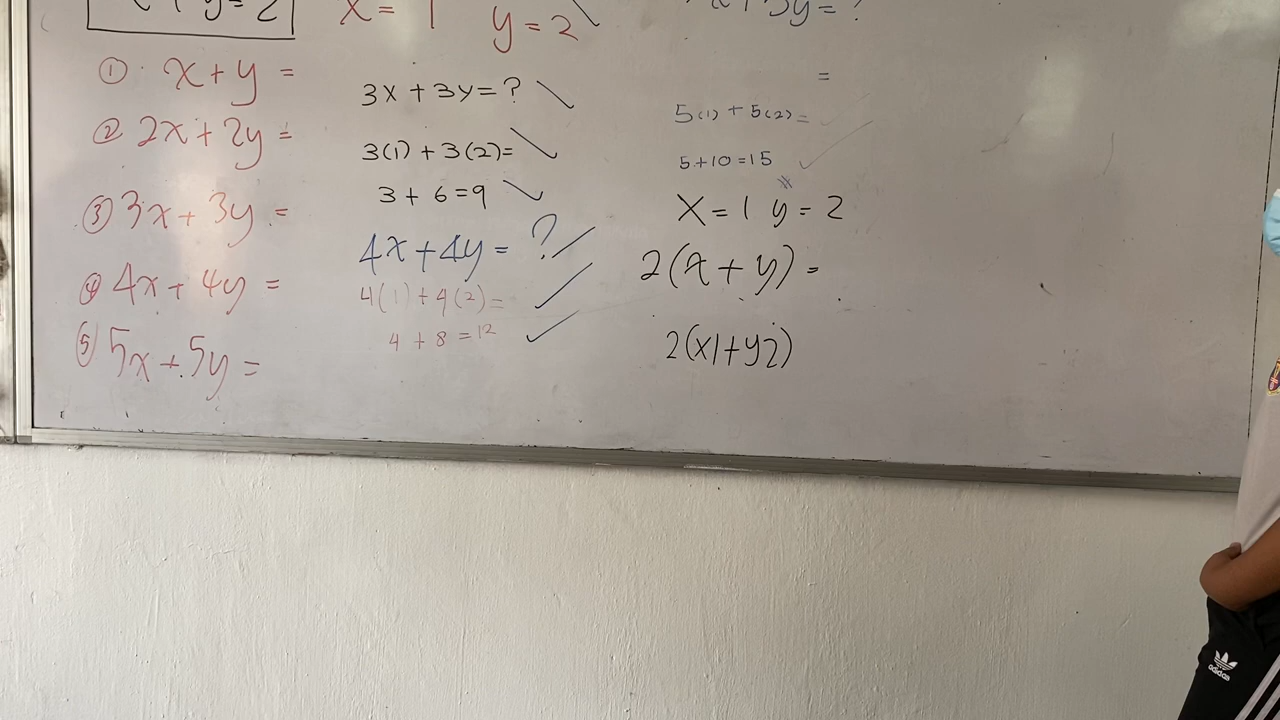 y = 2
x = 1 y = 2
+ 5y = ?
① x + y =
② 2x + 2y =
③ 3x + 3y =
④ 4x + 4y =
⑤ 5x + 5y =
3x + 3y = ?
3(1) + 3(2) =
3 + 6 = 9
4x + 4y = ?
4(1) + 4(2) =
4 + 8 = 12
=
5(1) + 5(2) =
5 + 10 = 15
x = 1 y = 2
2(x + y) =
2(x1 + y2)
adidas